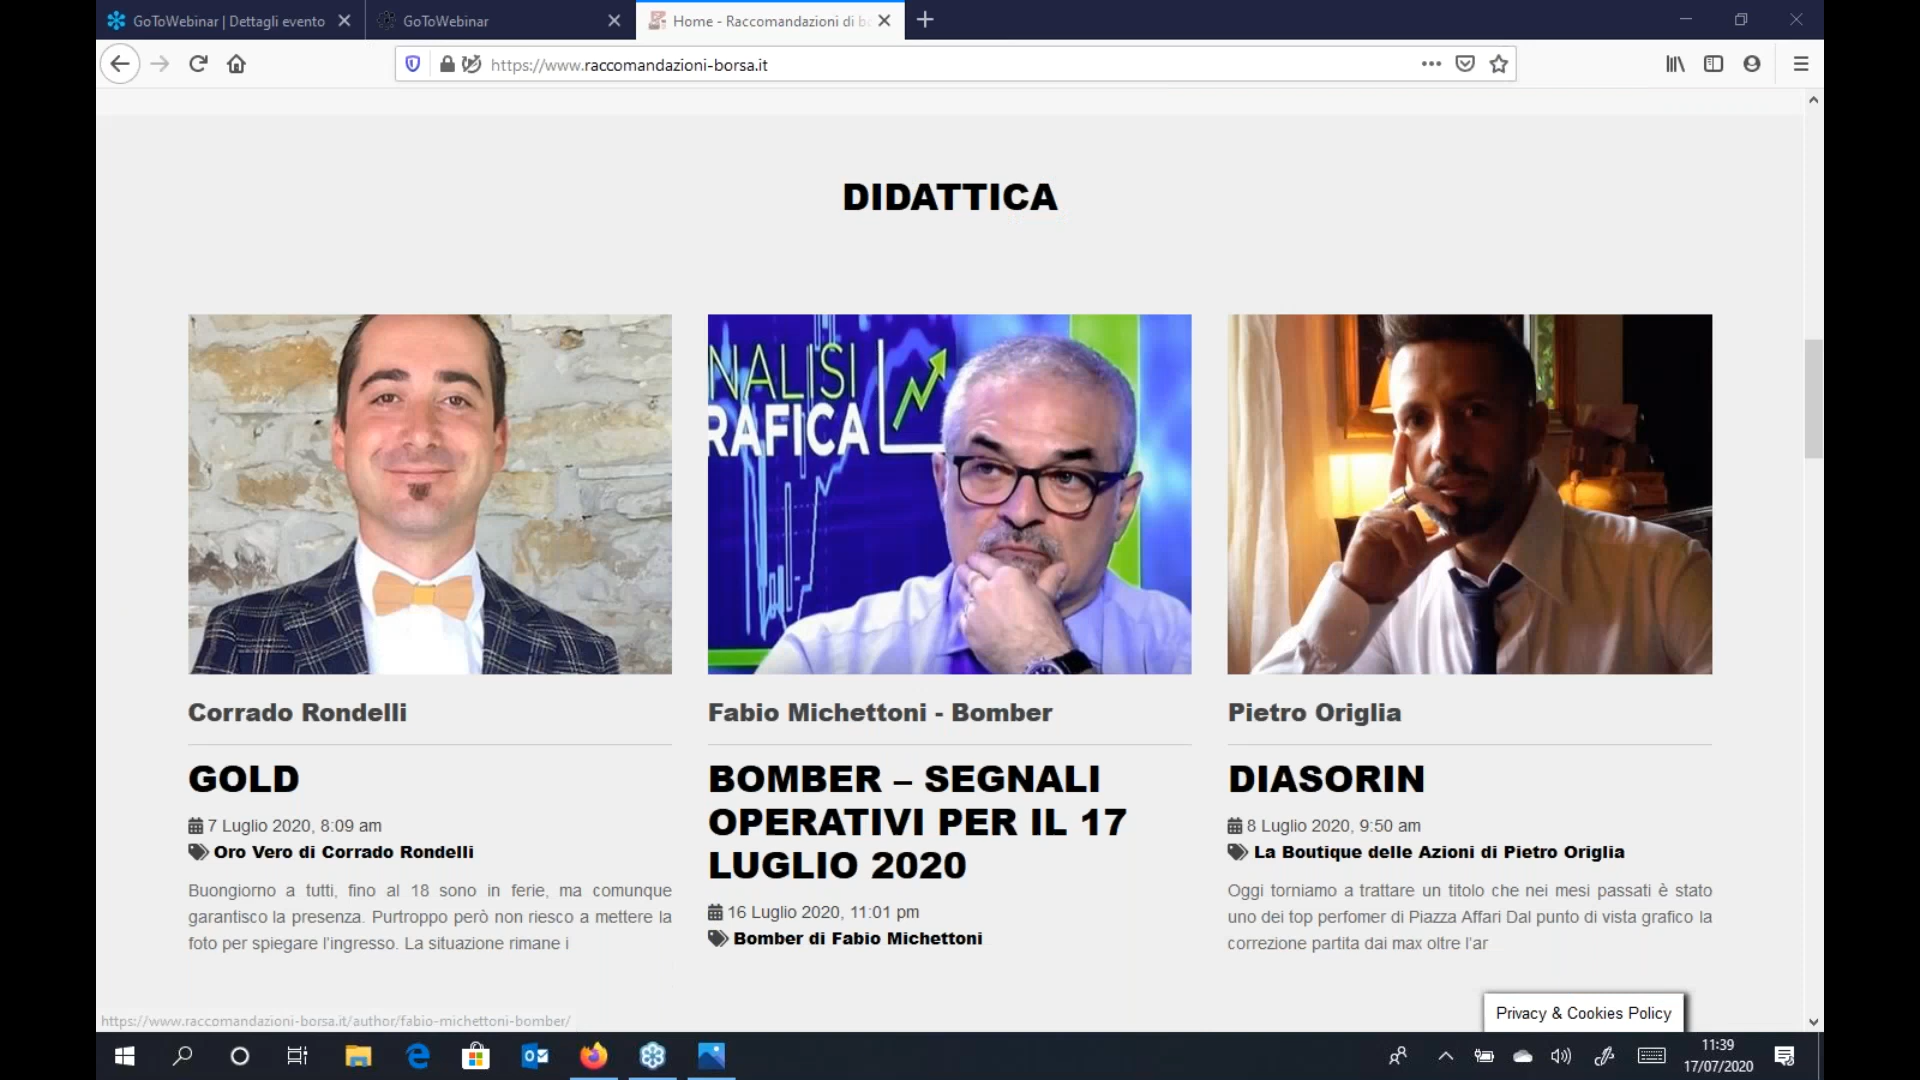 GoToWebinar | Dettagli evento
GoToWebinar
Home - Raccomandazioni di bo
https://www.raccomandazioni-borsa.it
DIDATTICA
NALISI
RAFICA
Corrado Rondelli
GOLD
7 Luglio 2020, 8:09 am
Oro Vero di Corrado Rondelli
Buongiorno a tutti, fino al 18 sono in ferie, ma comunque
garantisco la presenza. Purtroppo però non riesco a mettere la
foto per spiegare l'ingresso. La situazione rimane i
Fabio Michettoni - Bomber
BOMBER – SEGNALI
OPERATIVI PER IL 17
LUGLIO 2020
16 Luglio 2020, 11:01 pm
Bomber di Fabio Michettoni
Pietro Origlia
DIASORIN
8 Luglio 2020, 9:50 am
La Boutique delle Azioni di Pietro Origlia
Oggi torniamo a trattare un titolo che nei mesi passati è stato
uno dei top perfomer di Piazza Affari Dal punto di vista grafico la
correzione partita dai max oltre l'ar
Privacy & Cookies Policy
https://www.raccomandazioni-borsa.it/author/fabio-michettoni-bomber/
11:39
17/07/2020